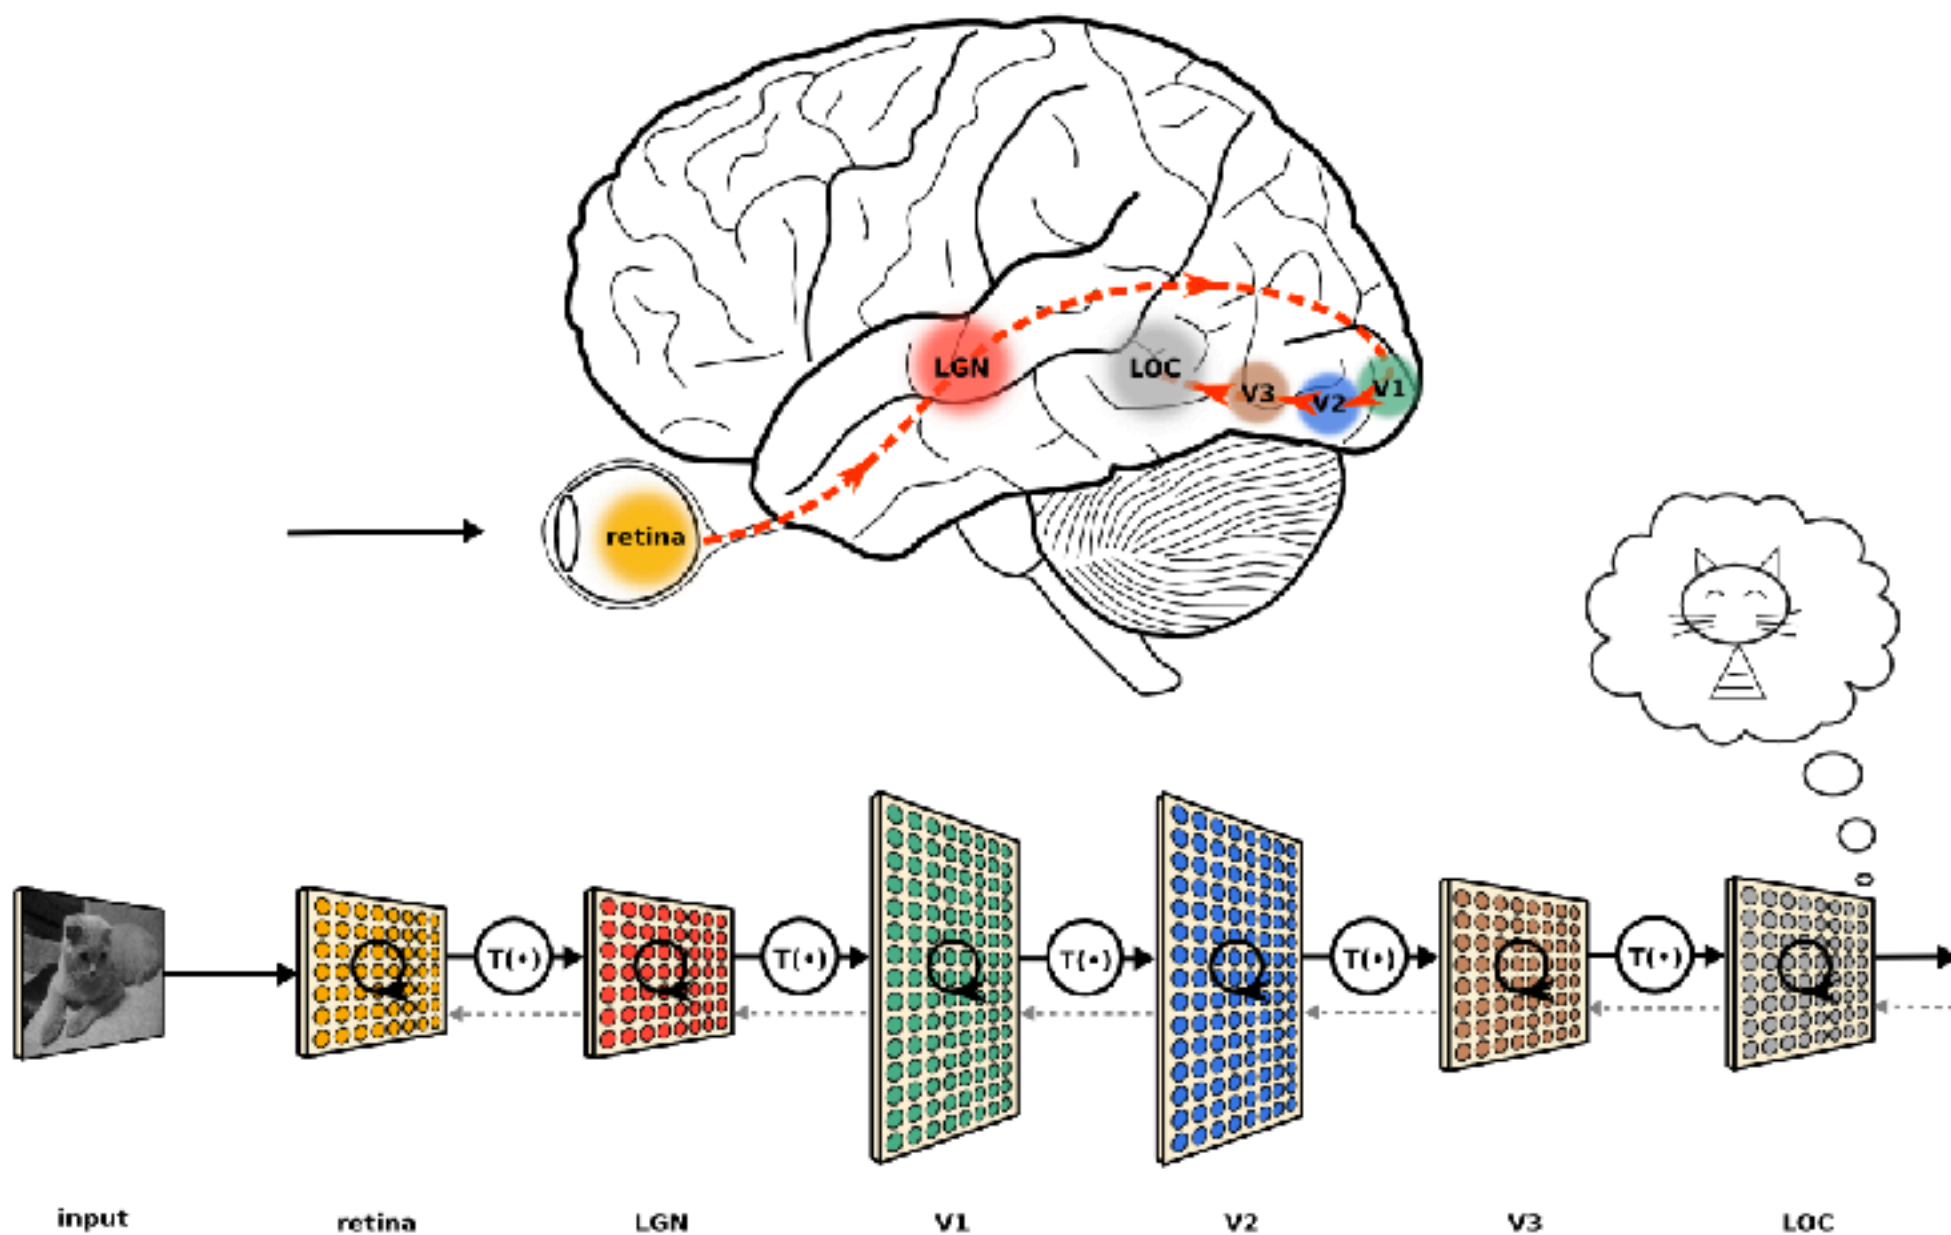 LGN
LOC
V3
V2
V1
retina
T(•)
T(•)
T(•)
T(•)
T(•)
input
retina
LGN
V1
V2
V3
LOC